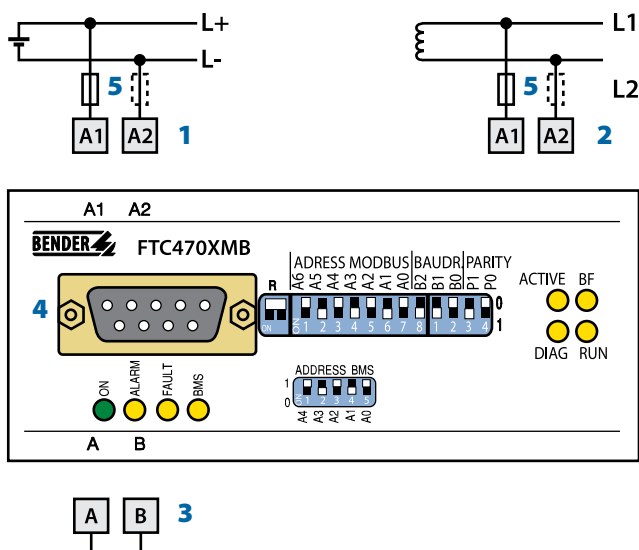 L+
L-
5
A1 A2 1
L1
L2
5
A1 A2 2
A1 A2
BENDER FTC470XMB
ADRESS MODBUS BAUDR. PARITY
R A6 A5 A4 A3 A2 A1 A0 B2 B1 B0 P1 P0
4
ON ON 1 2 3 4 5 6 7 8 1 2 3 4
0
1
ACTIVE BF
DIAG RUN
ADDRESS BMS
1
0
ON 1 2 3 4 5
A4 A3 A2 A1 A0
ON ALARM FAULT BMS
A B
A B 3